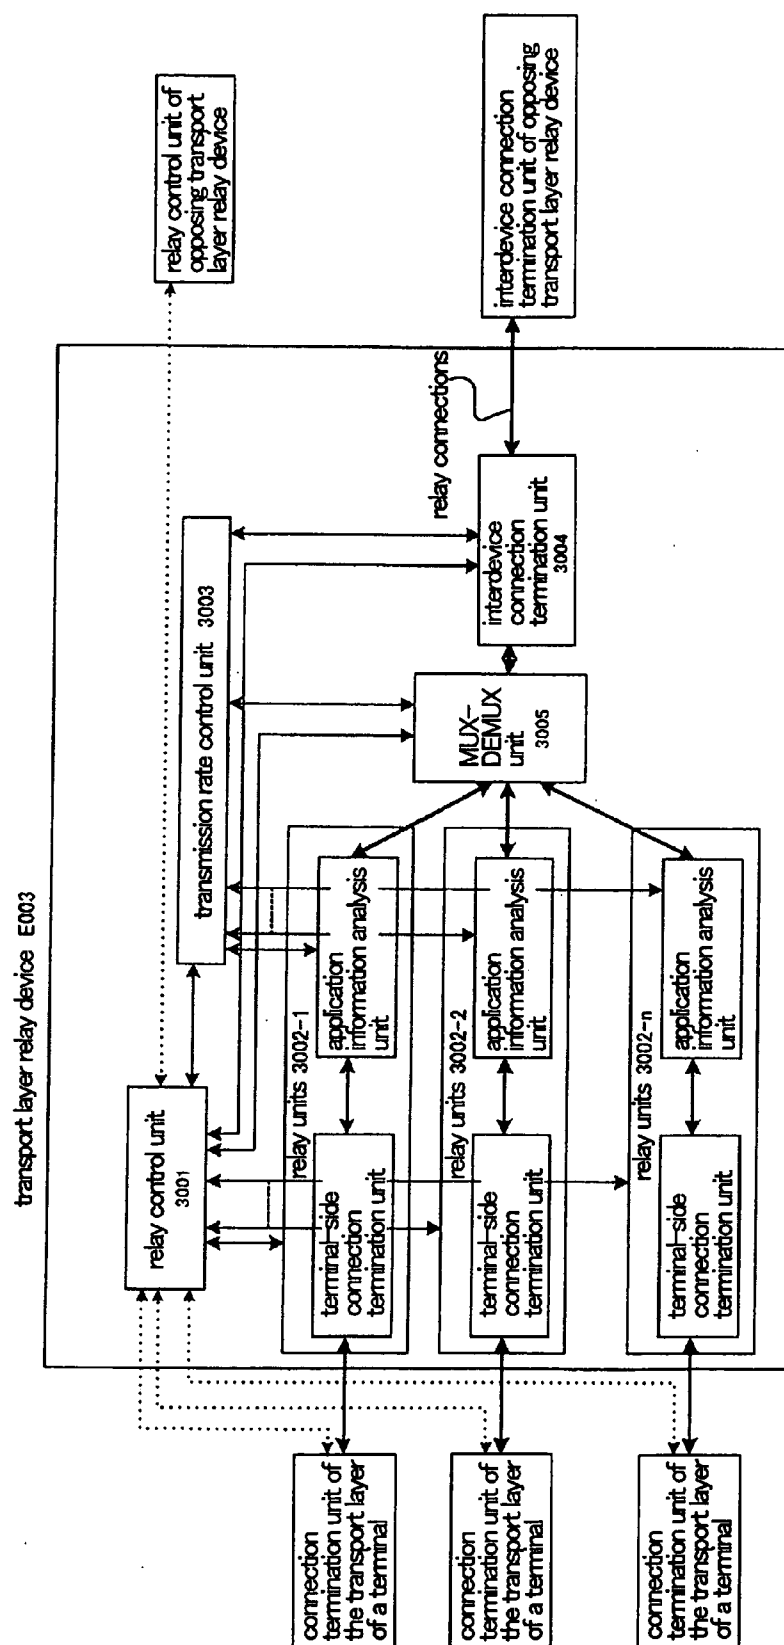 transport layer relay device E003
relay control unit of
opposing transport
layer relay device
relay control unit
3001
transmission rate control unit 3003
relay connections
interdevice connection
termination unit of opposing
transport layer relay device
interdevice
connection
termination unit
3004
MUX-
DEMUX
unit
3005
relay units 3002-1
terminal-side
connection
termination unit
application
information analysis
unit
relay units 3002-2
terminal-side
connection
termination unit
application
information analysis
unit
relay units 3002-n
terminal-side
connection
termination unit
application
information analysis
unit
connection
termination unit of
the transport layer
of a terminal
connection
termination unit of
the transport layer
of a terminal
connection
termination unit of
the transport layer
of a terminal